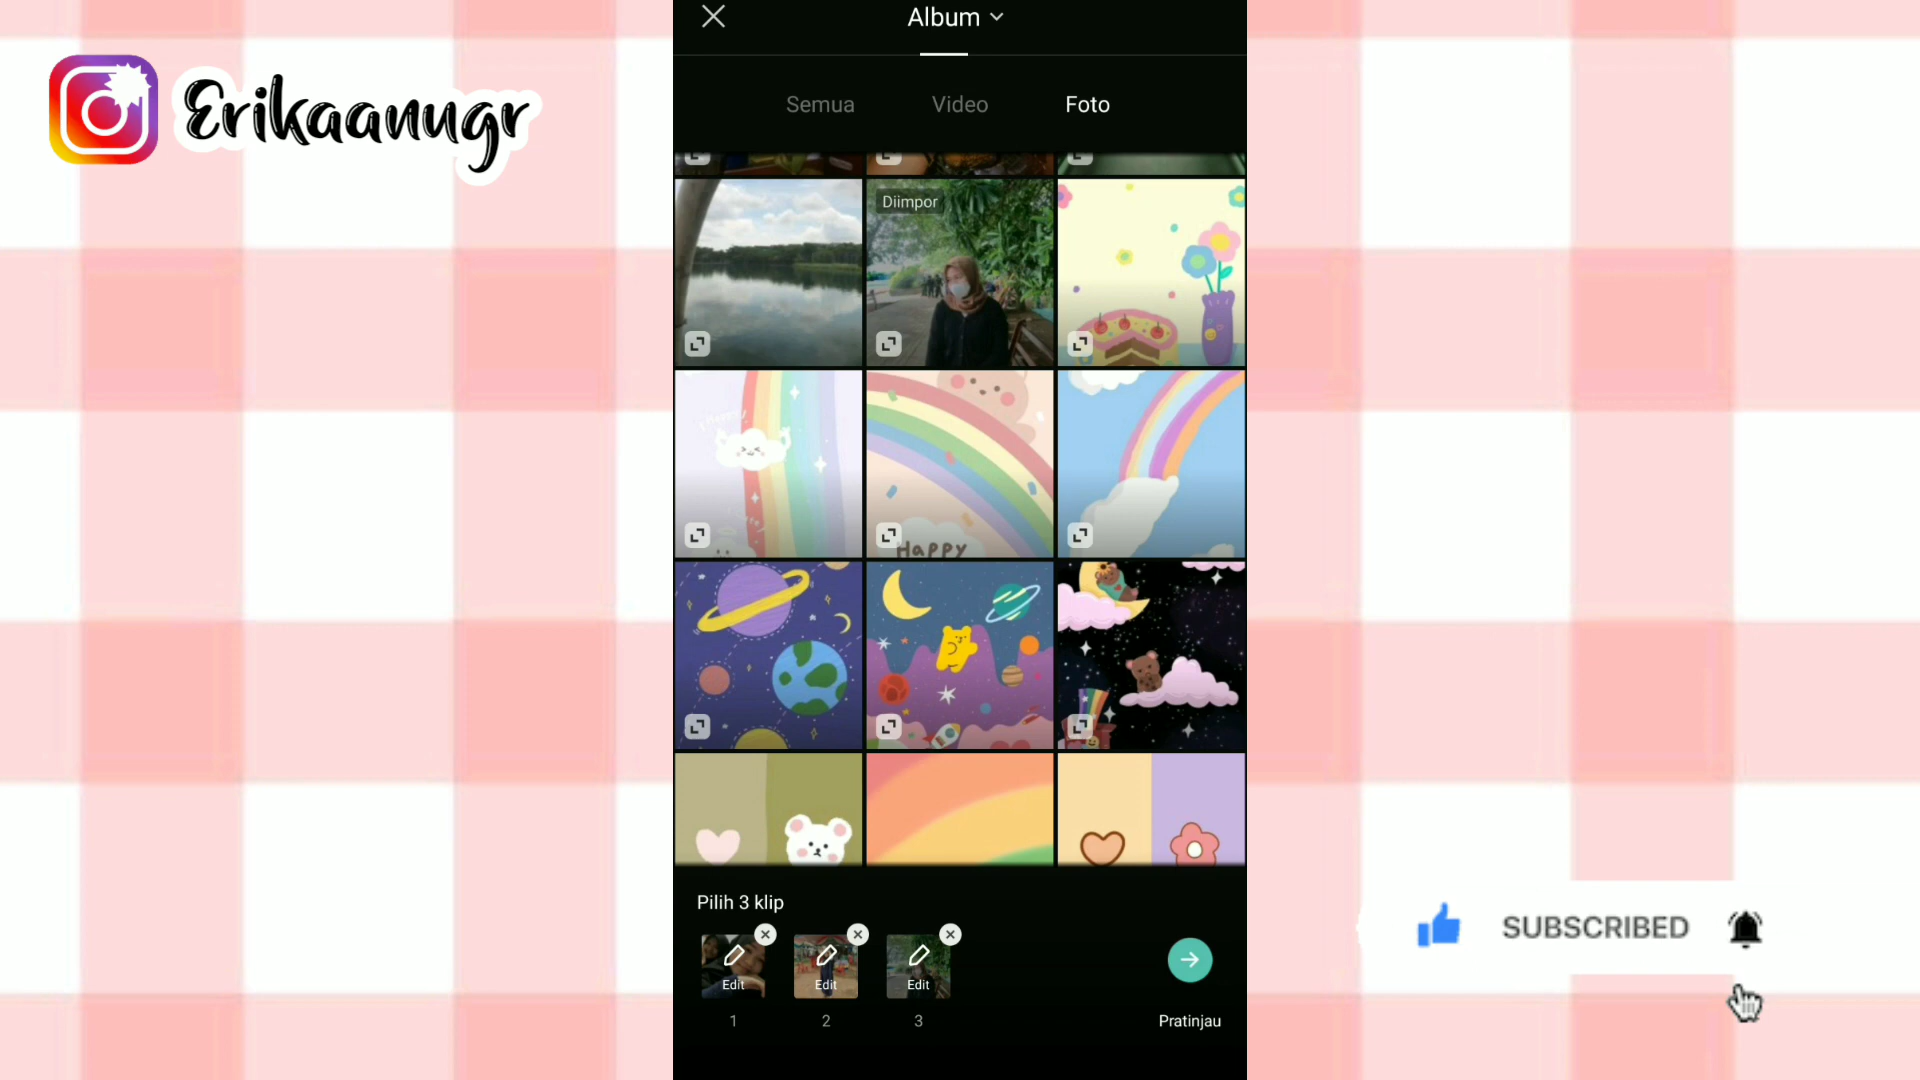 Album
Erikaanugr
Semua
Video
Foto
Diimpor
Happy
Pilih 3 klip
Edit
Edit
Edit
1
2
3
Pratinjau
SUBSCRIBED